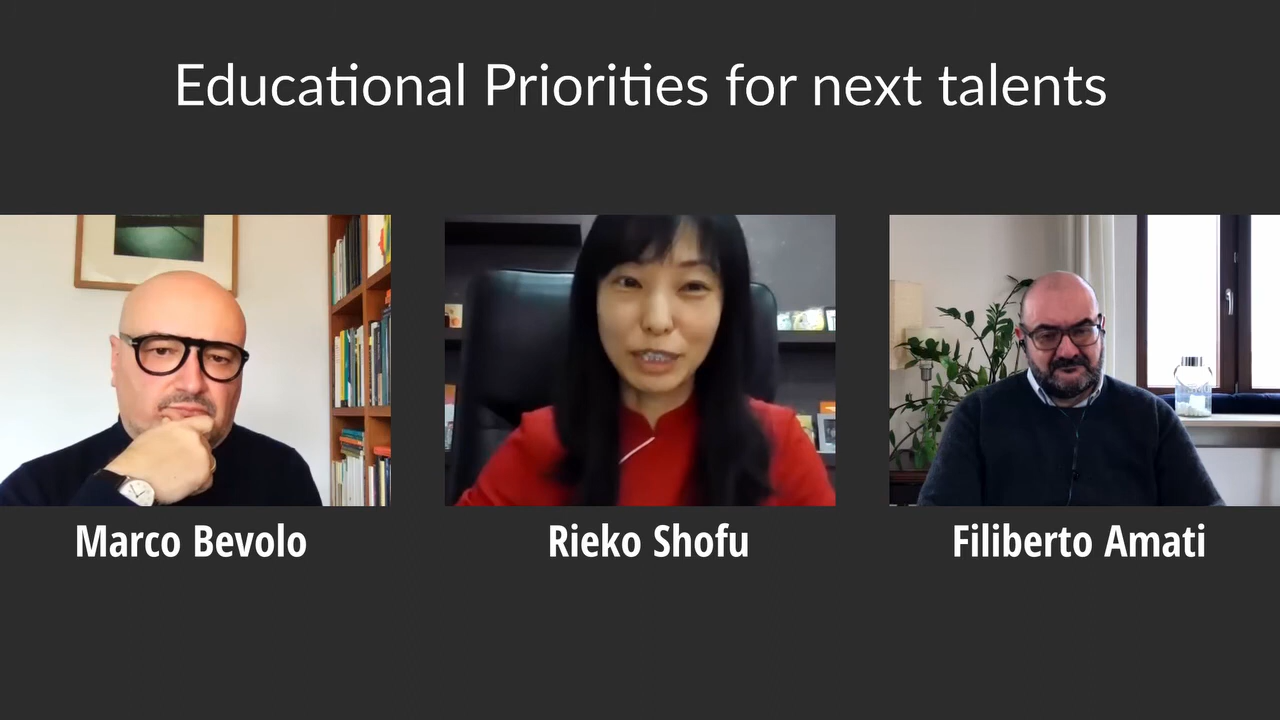 Educational Priorities for next talents
Marco Bevolo
Rieko Shofu
Filiberto Amati